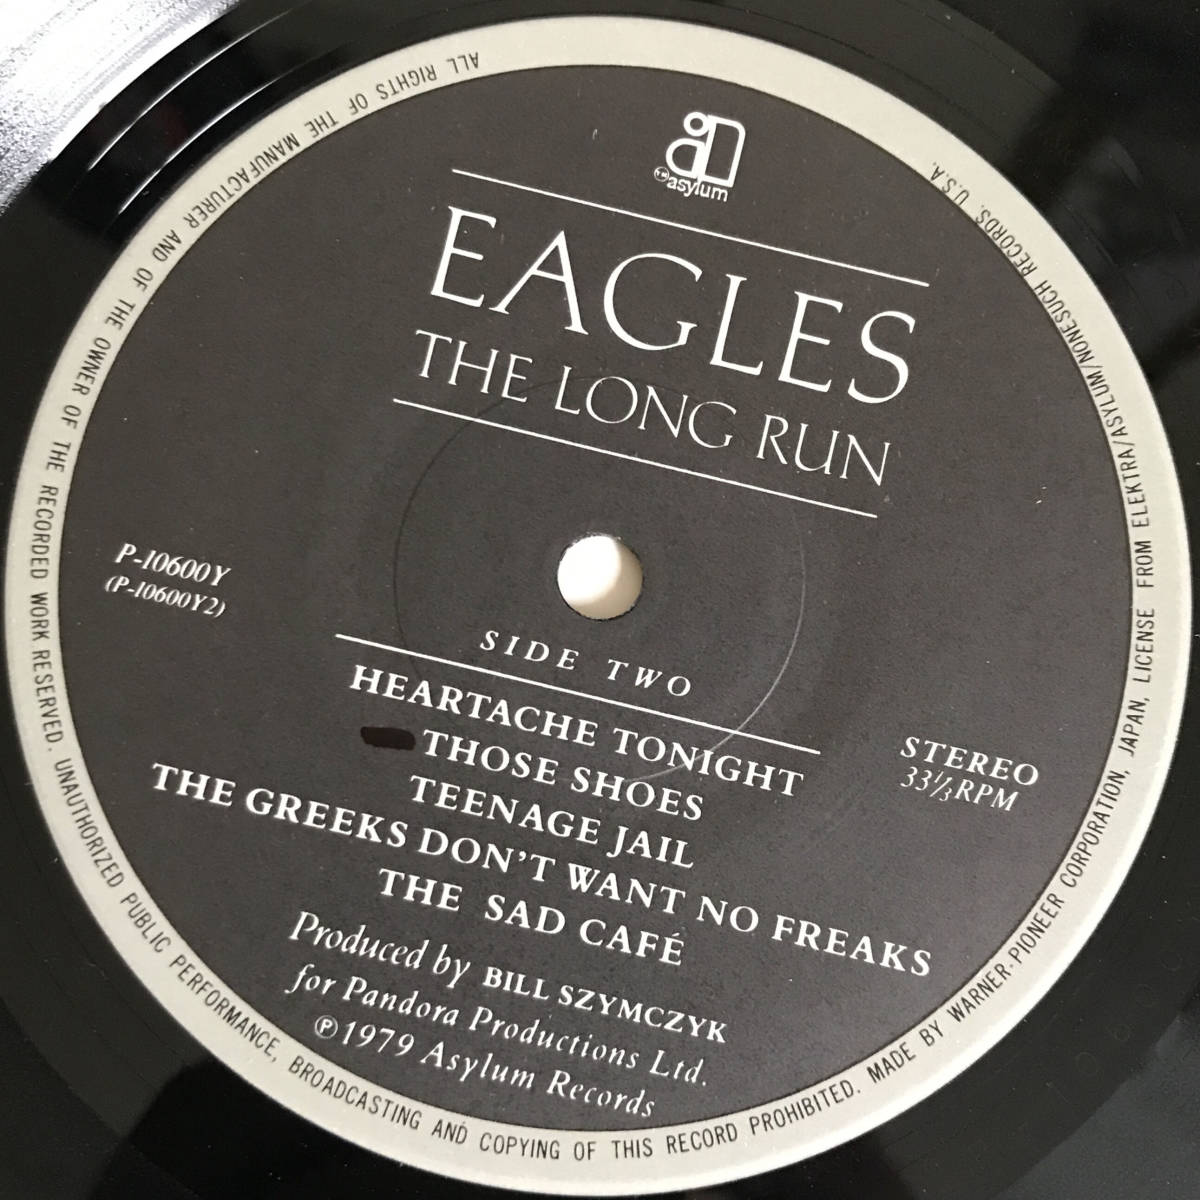 TM asylum
EAGLES
THE LONG RUN
P-10600Y
(P-10600Y2)
SIDE TWO
STEREO
33⅓RPM
HEARTACHE TONIGHT
THOSE SHOES
TEENAGE JAIL
THE GREEKS DON'T WANT NO FREAKS
THE SAD CAFÉ
Produced by BILL SZYMCZYK
for Pandora Productions Ltd.
℗1979 Asylum Records
ALL RIGHTS OF THE MANUFACTURER AND OF THE OWNER OF THE RECORDED WORK RESERVED. UNAUTHORIZED PUBLIC PERFORMANCE, BROADCASTING AND COPYING OF THIS RECORD PROHIBITED. MADE BY WARNER-PIONEER CORPORATION, JAPAN, LICENSE FROM ELEKTRA/ASYLUM/NONESUCH RECORDS, U.S.A.